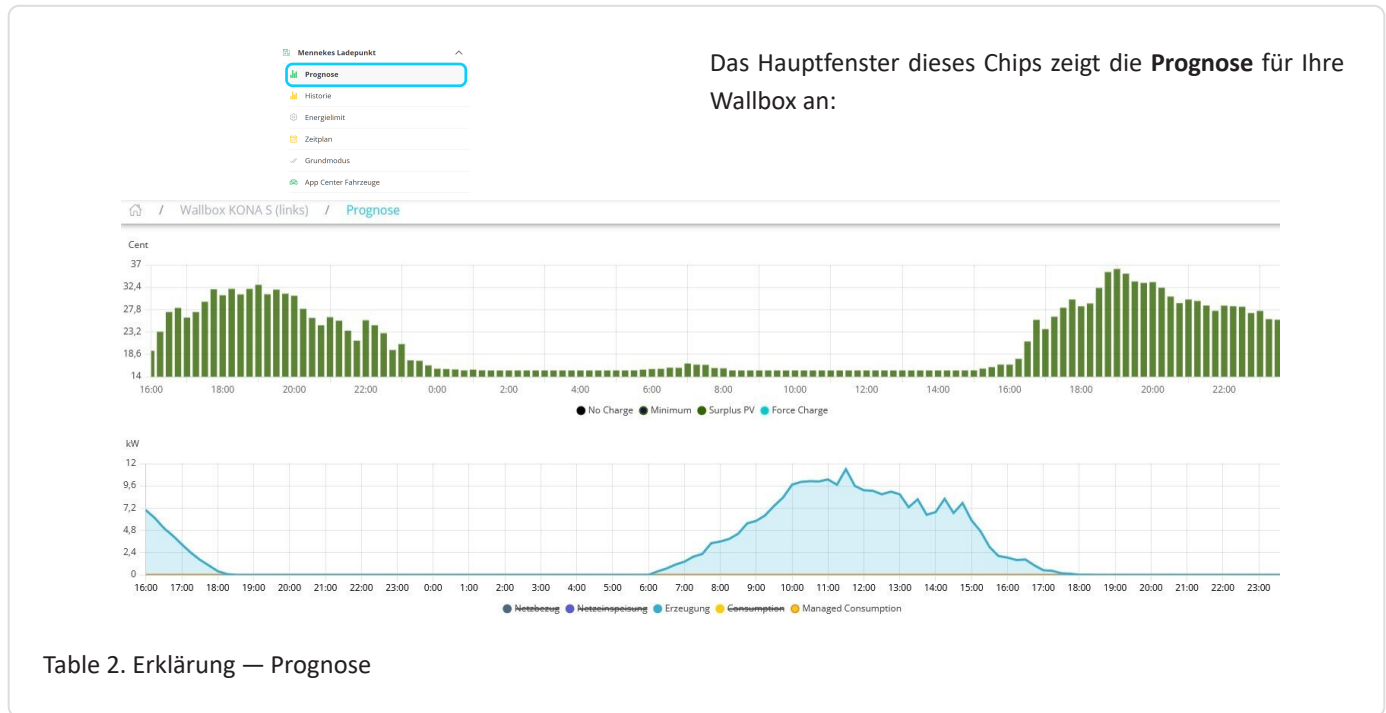 Mennekes Ladepunkt
Prognose
Historie
Energielimit
Zeitplan
Grundmodus
App Center Fahrzeuge
Das Hauptfenster dieses Chips zeigt die Prognose für Ihre
Wallbox an:
/ Wallbox KONA S (links) / Prognose
Cent
37
32,4
27,8
23,2
18,6
14
16:00 18:00 20:00 22:00 0:00 2:00 4:00 6:00 8:00 10:00 12:00 14:00 16:00 18:00 20:00 22:00
No Charge Minimum Surplus PV Force Charge
kW
12
9,6
7,2
4,8
2,4
0
16:00 17:00 18:00 19:00 20:00 21:00 22:00 23:00 0:00 1:00 2:00 3:00 4:00 5:00 6:00 7:00 8:00 9:00 10:00 11:00 12:00 13:00 14:00 15:00 16:00 17:00 18:00 19:00 20:00 21:00 22:00 23:00
Netzbezug Netzeinspeisung Erzeugung Consumption Managed Consumption
Table 2. Erklärung — Prognose